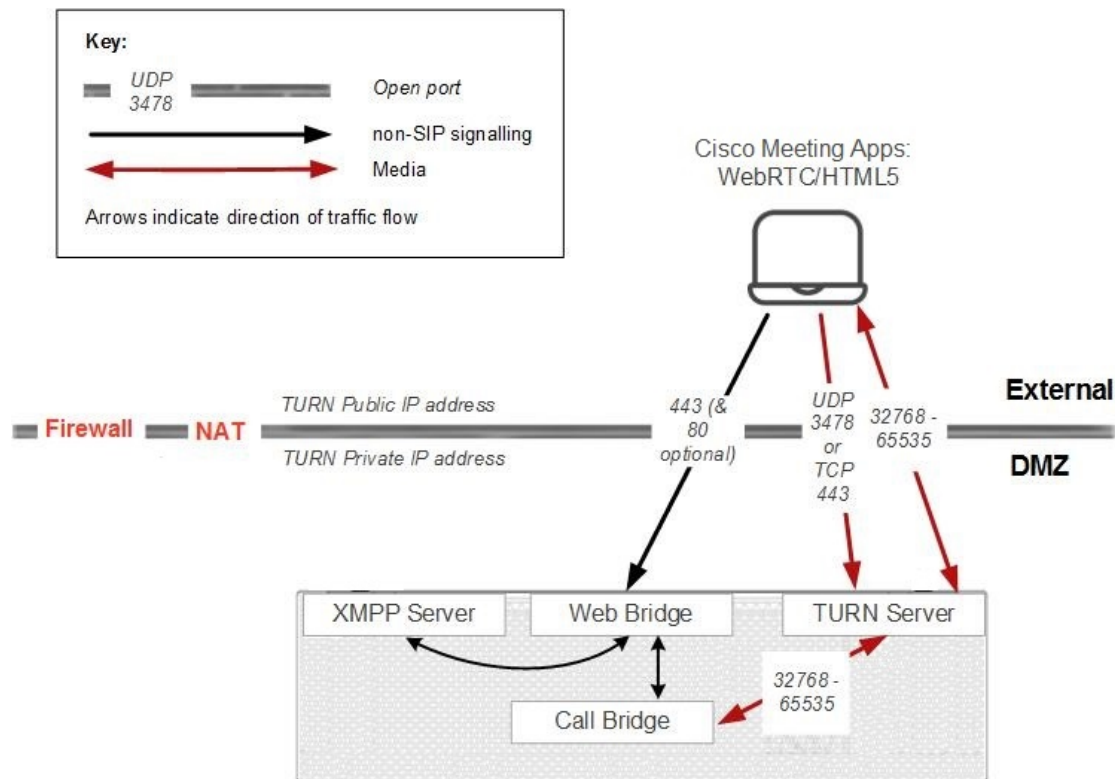 Key:
UDP
3478
Open port
non-SIP signalling
Media
Arrows indicate direction of traffic flow
Cisco Meeting Apps:
WebRTC/HTML5
Firewall
NAT
TURN Public IP address
TURN Private IP address
443 (&
80
optional)
UDP
3478
or
TCP
443
32768 -
65535
External
DMZ
XMPP Server
Web Bridge
TURN Server
32768 -
65535
Call Bridge